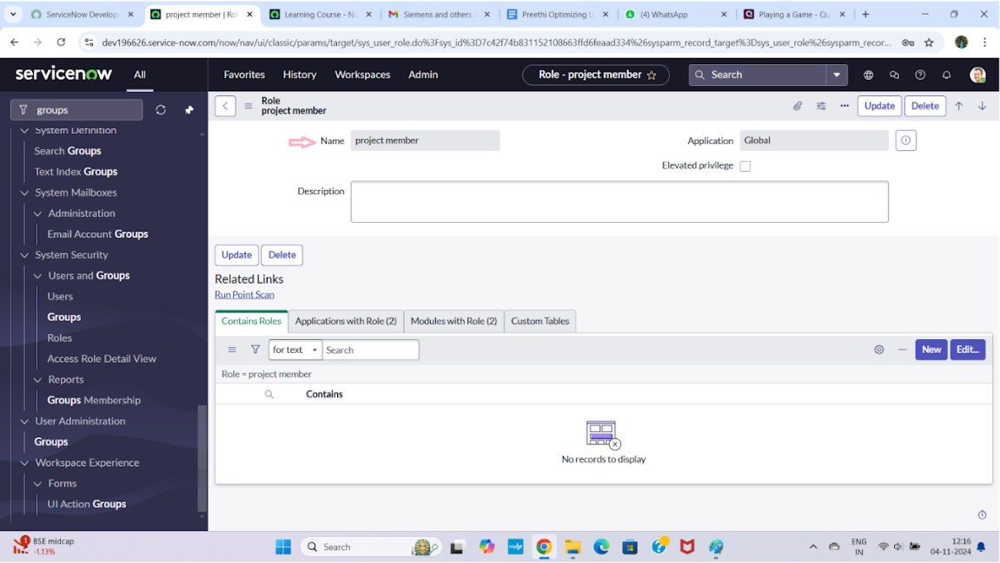 ServiceNow Develop
project member | Ro
Learning Course - N
Siemens and others
Preethi Optimizing U
(4) WhatsApp
Playing a Game - Qu
dev196626.service-now.com/now/nav/ui/classic/params/target/sys_user_role.do%3Fsys_id%3D7c42f74b831152108663ffd6feaad334%26sysparm_record_target%3Dsys_user_role%26sysparm_recor...
servicenow All Favorites History Workspaces Admin Role - project member Search
groups
System Definition
Search Groups
Text Index Groups
System Mailboxes
Administration
Email Account Groups
System Security
Users and Groups
Users
Groups
Roles
Access Role Detail View
Reports
Groups Membership
User Administration
Groups
Workspace Experience
Forms
UI Action Groups
Role
project member
Update Delete
Name project member
Application Global
Elevated privilege
Description
Update Delete
Related Links
Run Point Scan
Contains Roles Applications with Role (2) Modules with Role (2) Custom Tables
for text Search New Edit...
Role = project member
Contains
No records to display
1
BSE midcap
-1.13%
Search
ENG
IN
12:16
04-11-2024